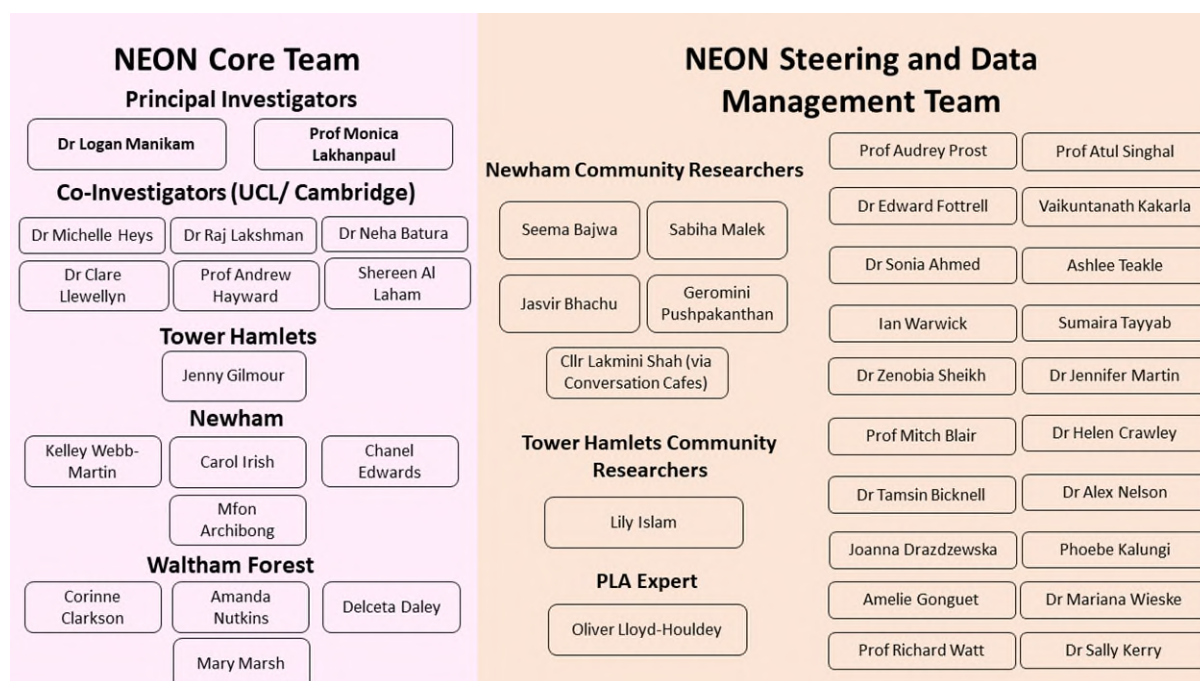 NEON Core Team
Principal Investigators
Dr Logan Manikam
Prof Monica
Lakhanpaul
Co-Investigators (UCL/ Cambridge)
Dr Michelle Heys
Dr Raj Lakshman
Dr Neha Batura
Dr Clare
Llewellyn
Prof Andrew
Hayward
Shereen Al
Laham
Tower Hamlets
Jenny Gilmour
Newham
Kelley Webb-
Martin
Carol Irish
Chanel
Edwards
Mfon
Archibong
Waltham Forest
Corinne
Clarkson
Amanda
Nutkins
Delceta Daley
Mary Marsh
NEON Steering and Data
Management Team
Newham Community Researchers
Seema Bajwa
Sabiha Malek
Jasvir Bhachu
Geromini
Pushpakanthan
Cllr Lakmini Shah (via
Conversation Cafes)
Tower Hamlets Community
Researchers
Lily Islam
PLA Expert
Oliver Lloyd-Houldey
Prof Audrey Prost
Prof Atul Singhal
Dr Edward Fottrell
Vaikuntanath Kakarla
Dr Sonia Ahmed
Ashlee Teakle
Ian Warwick
Sumaira Tayyab
Dr Zenobia Sheikh
Dr Jennifer Martin
Prof Mitch Blair
Dr Helen Crawley
Dr Tamsin Bicknell
Dr Alex Nelson
Joanna Drazdzewska
Phoebe Kalungi
Amelie Gonguet
Dr Mariana Wieske
Prof Richard Watt
Dr Sally Kerry